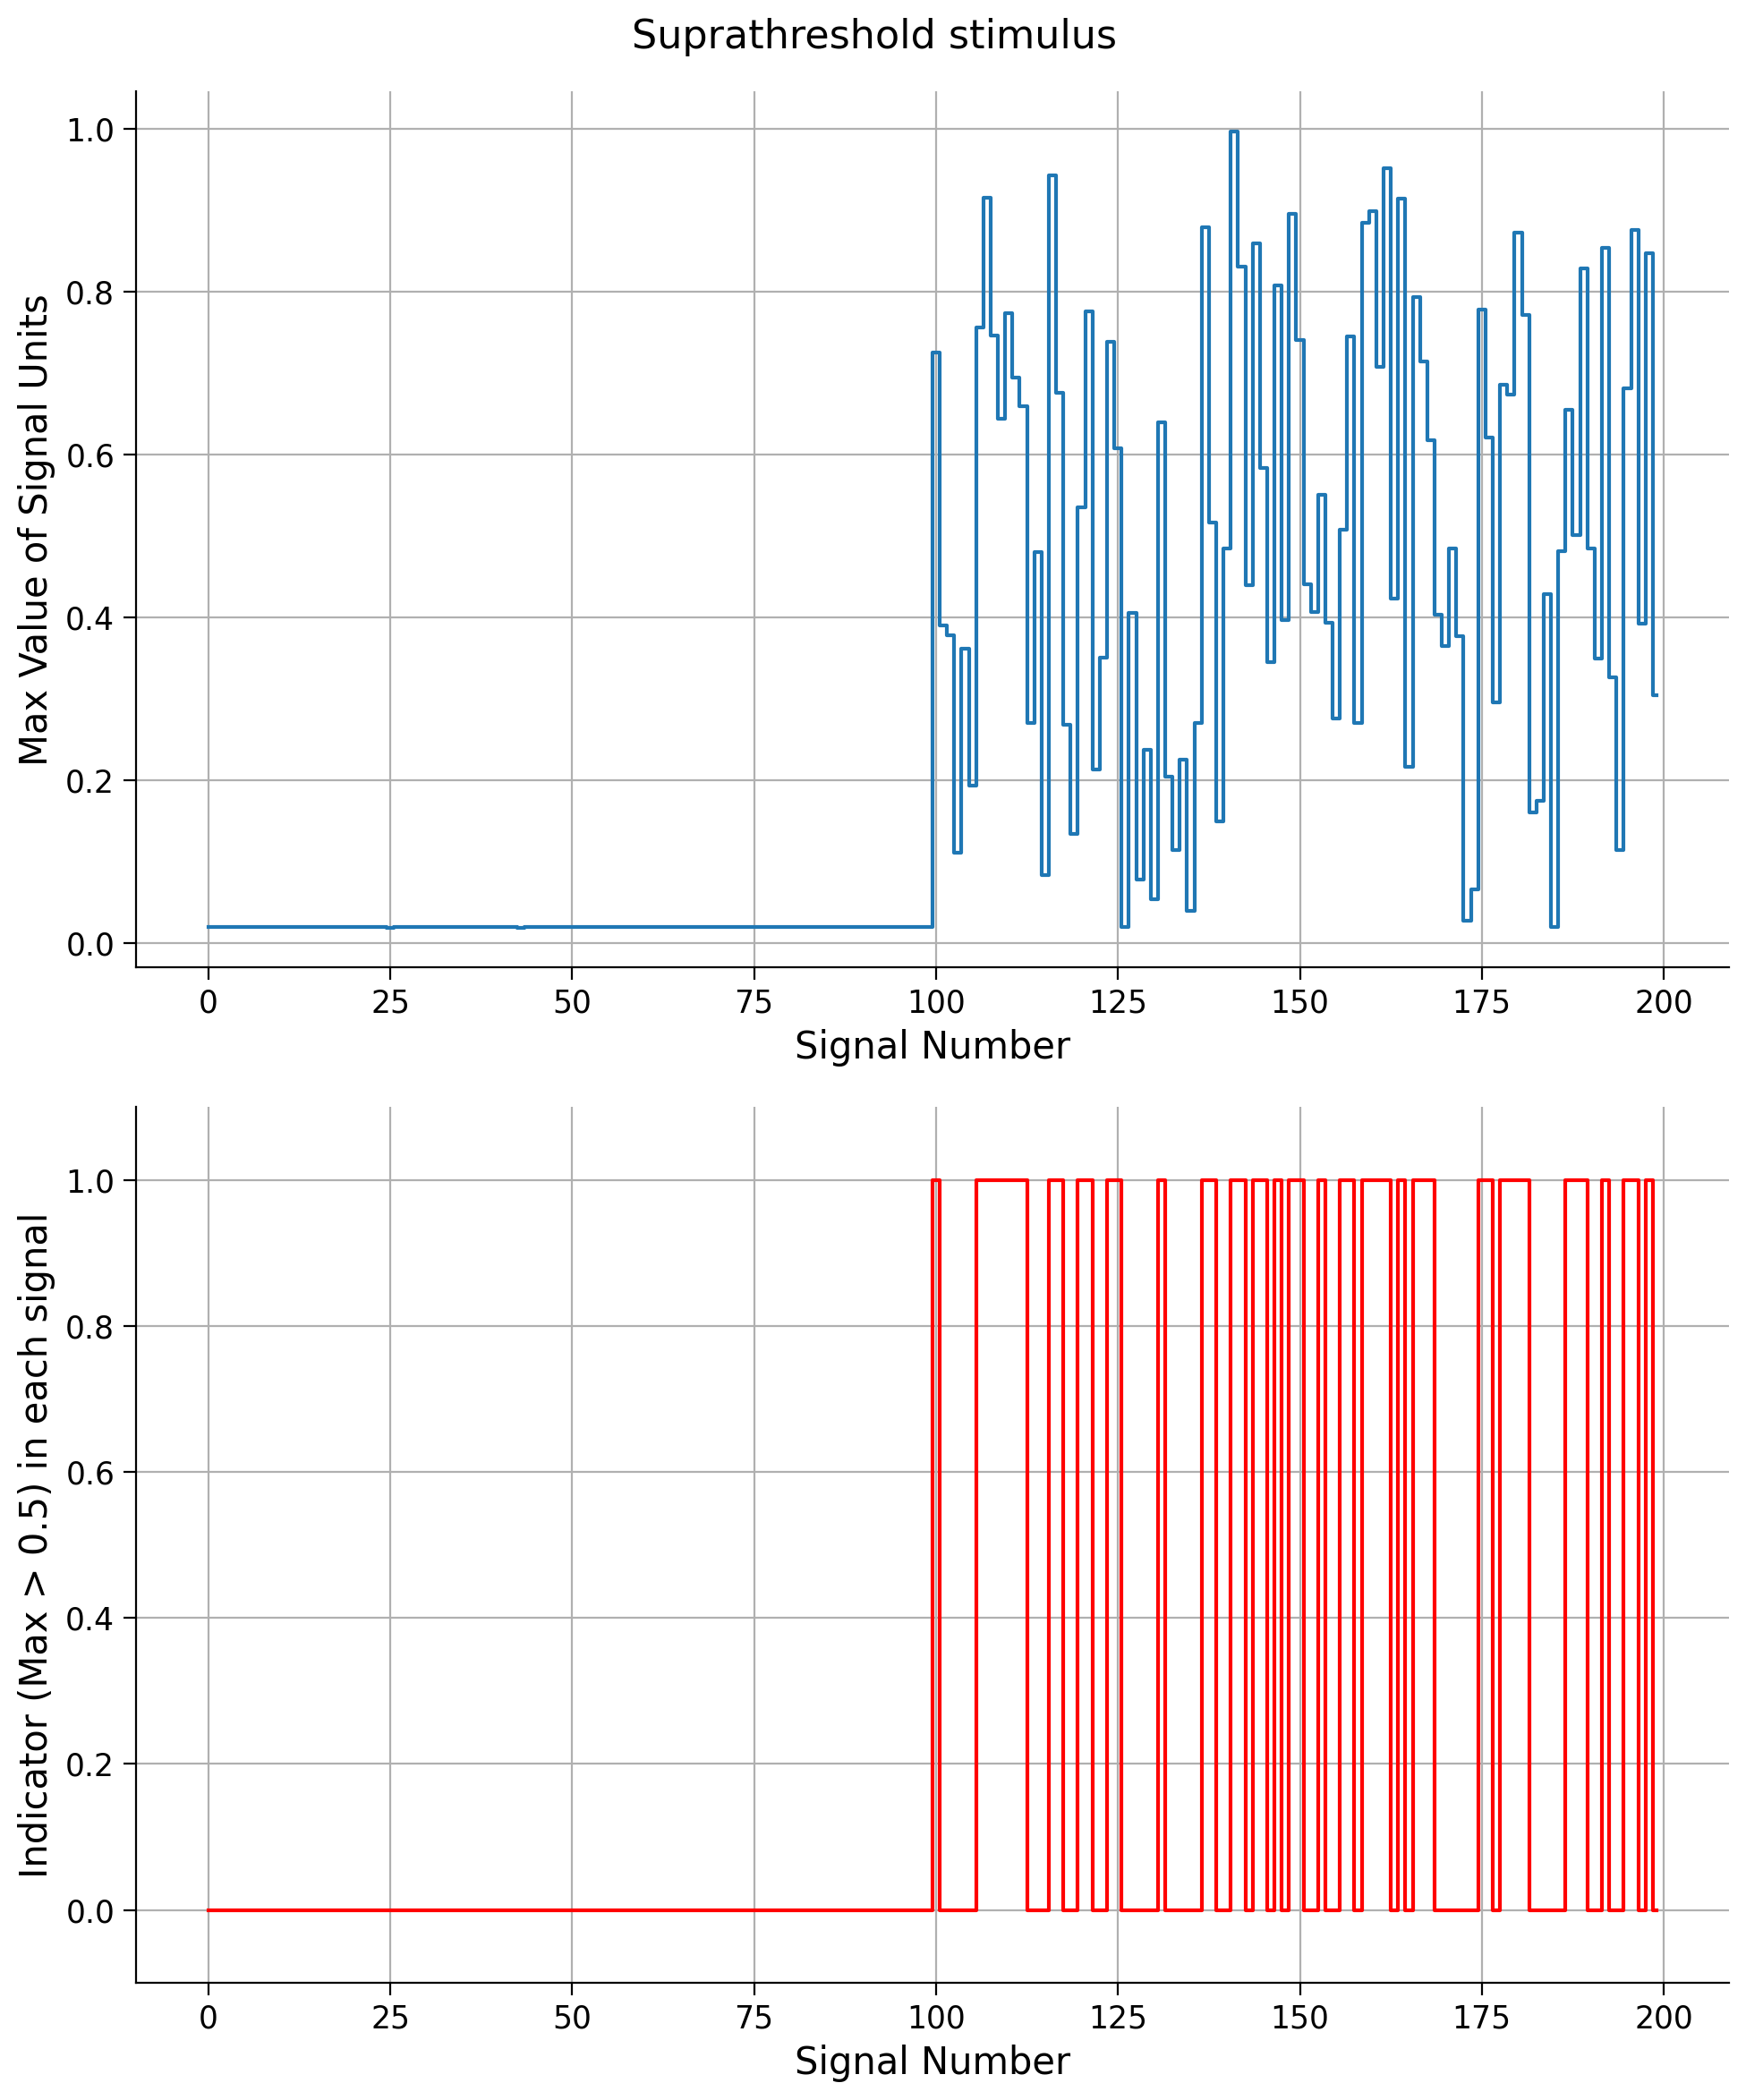 Suprathreshold stimulus
Max Value of Signal Units
1.0
0.8
0.6
0.4
0.2
0.0
0 25 50 75 100 125 150 175 200
Signal Number
Indicator (Max > 0.5) in each signal
1.0
0.8
0.6
0.4
0.2
0.0
0 25 50 75 100 125 150 175 200
Signal Number